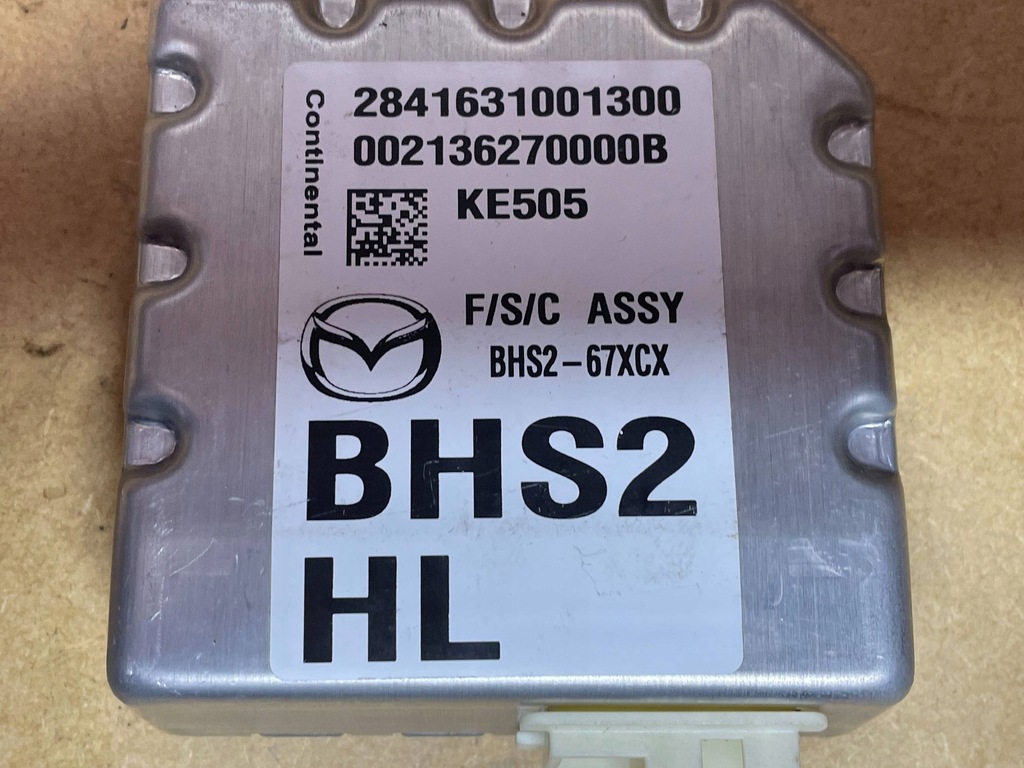 Continental
2841631001300
002136270000B
KE505
F/S/C ASSY
BHS2-67XCX
BHS2
HL